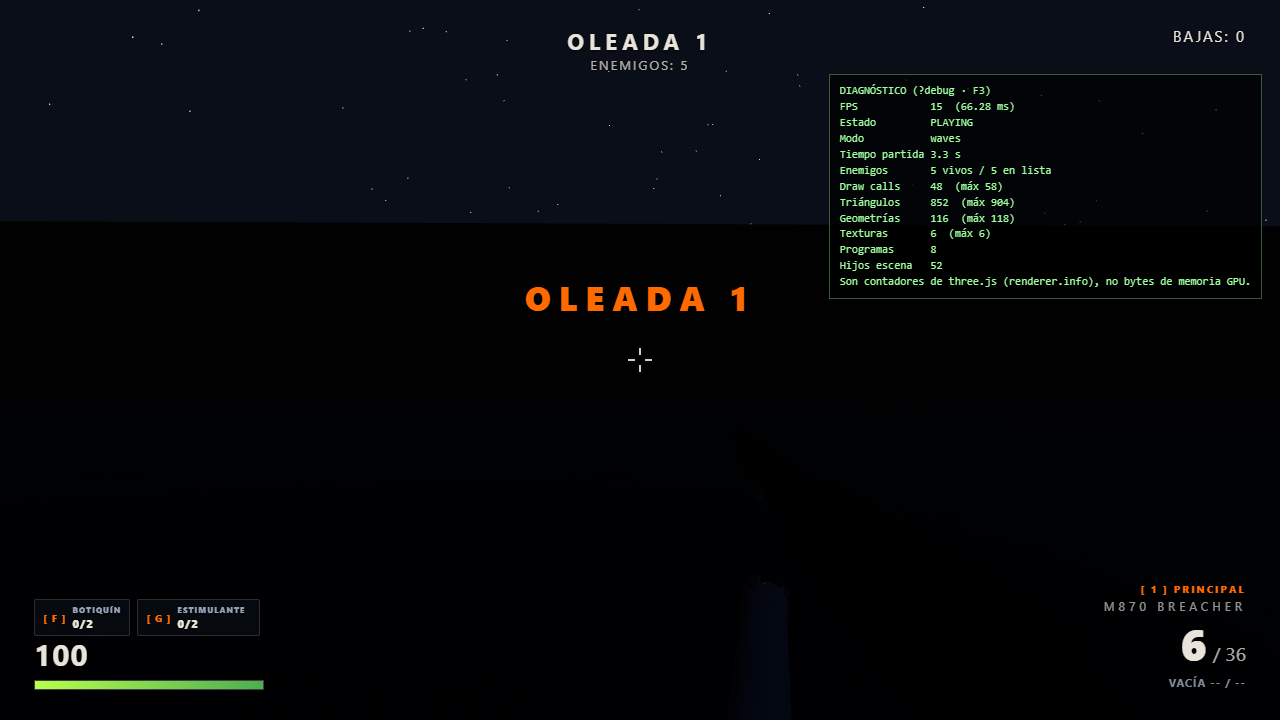 OLEADA 1
ENEMIGOS: 5
BAJAS: 0
DIAGNÓSTICO (?debug · F3)
FPS 15 (66.28 ms)
Estado PLAYING
Modo waves
Tiempo partida 3.3 s
Enemigos 5 vivos / 5 en lista
Draw calls 48 (máx 58)
Triángulos 852 (máx 904)
Geometrías 116 (máx 118)
Texturas 6 (máx 6)
Programas 8
Hijos escena 52
Son contadores de three.js (renderer.info), no bytes de memoria GPU.
OLEADA 1
[ F ] BOTIQUÍN 0/2
[ G ] ESTIMULANTE 0/2
100
[ 1 ] PRINCIPAL
M870 BREACHER
6 / 36
VACÍA -- / --